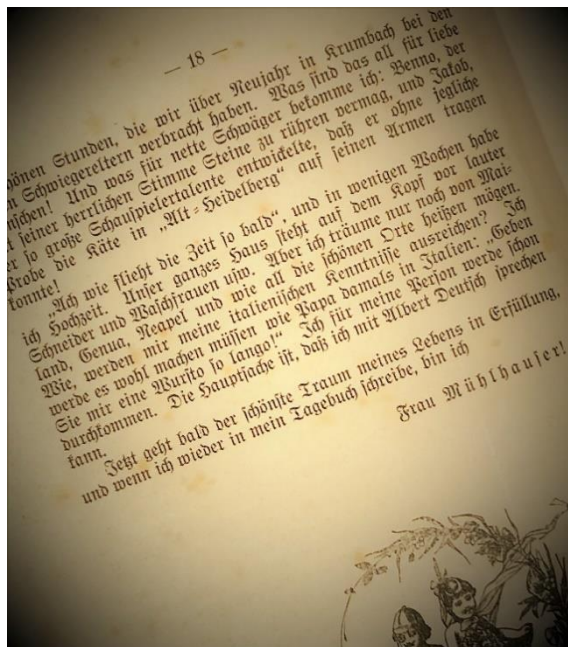 — 18 —
hönen Stunden, die wir über Neujahr in Krumbach bei den
n Schwiegereltern verbracht haben. Was sind das all für liebe
nschen! Und was für nette Schwäger bekomme ich: Benno, der
t seiner herrlichen Stimme Steine zu rühren vermag, und Jakob,
er so große Schauspielertalente entwickelte, daß er ohne jegliche
Probe die Käte in „Alt-Heidelberg“ auf seinen Armen tragen
konnte!
„Ach wie flieht die Zeit so bald“, und in wenigen Wochen habe
ich Hochzeit. Unser ganzes Haus steht auf dem Kopf vor lauter
Schneider und Waschfrauen usw. Aber ich träume nur noch von Mai-
land, Genua, Neapel und wie all die schönen Orte heißen mögen.
Wie, werden mir meine italienischen Kenntnisse ausreichen? Ich
werde es wohl machen müssen wie Papa damals in Italien: „Geben
Sie mir eine Wursto so lango!“ Ich für meine Person werde schon
durchkommen. Die Hauptsache ist, daß ich mit Albert Deutsch sprechen
kann.
Jetzt geht bald der schönste Traum meines Lebens in Erfüllung,
und wenn ich wieder in mein Tagebuch schreibe, bin ich
Frau Mühlhauser!